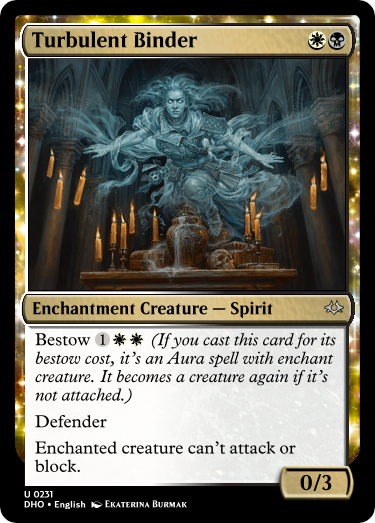 Turbulent Binder
Enchantment Creature — Spirit
Bestow 1 (If you cast this card for its
bestow cost, it's an Aura spell with enchant
creature. It becomes a creature again if it's
not attached.)
Defender
Enchanted creature can't attack or
block.
0/3
U 0231
DHO • English Ekaterina Burmak